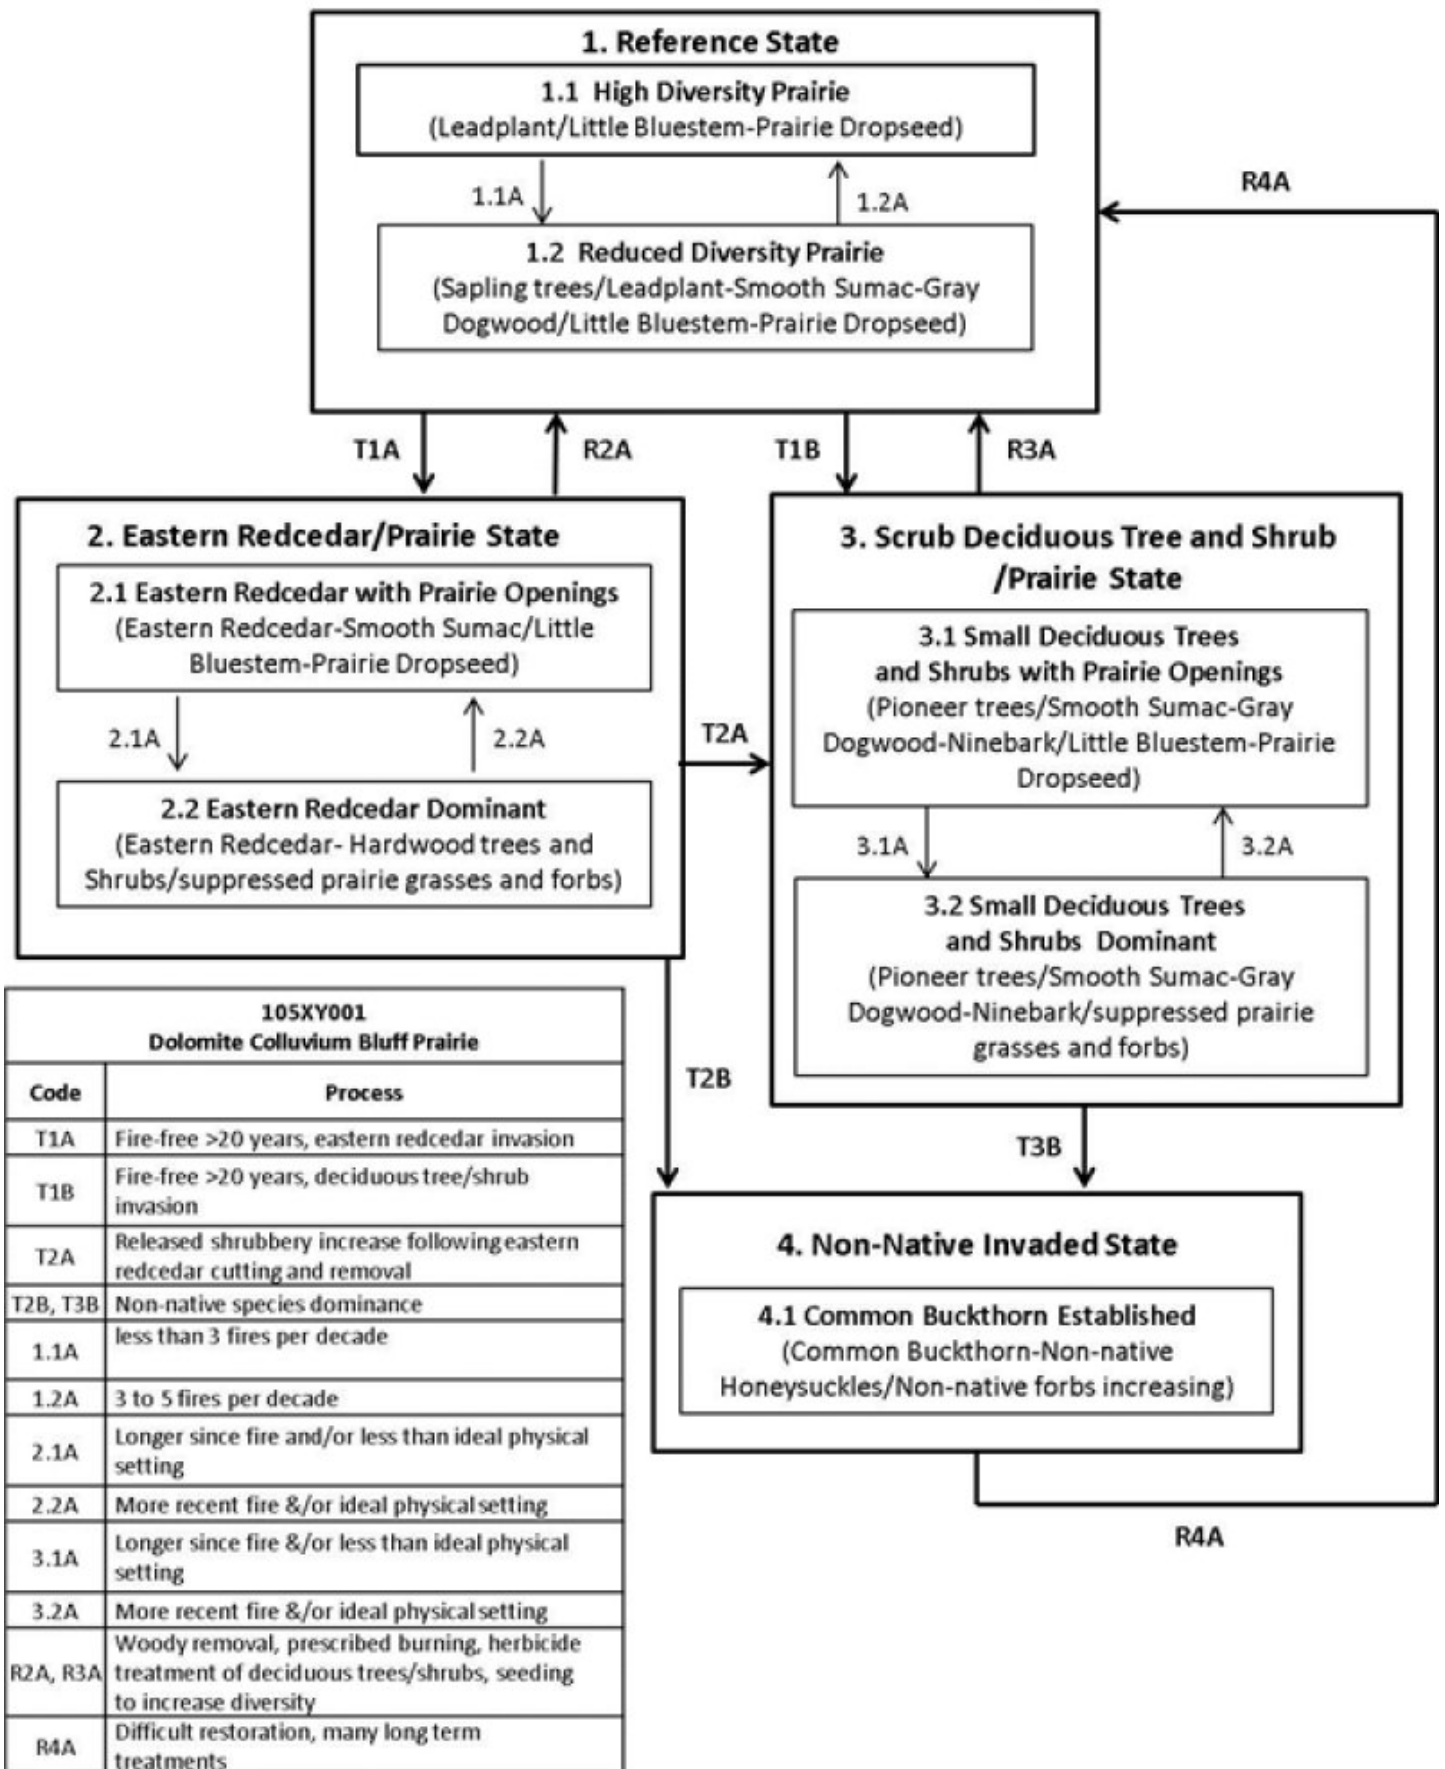 1. Reference State
1.1 High Diversity Prairie
(Leadplant/Little Bluestem-Prairie Dropseed)
1.1A
1.2A
R4A
1.2 Reduced Diversity Prairie
(Sapling trees/Leadplant-Smooth Sumac-Gray
Dogwood/Little Bluestem-Prairie Dropseed)
T1A
R2A
T1B
R3A
2. Eastern Redcedar/Prairie State
2.1 Eastern Redcedar with Prairie Openings
(Eastern Redcedar-Smooth Sumac/Little
Bluestem-Prairie Dropseed)
2.1A
2.2A
2.2 Eastern Redcedar Dominant
(Eastern Redcedar- Hardwood trees and
Shrubs/suppressed prairie grasses and forbs)
T2A
3. Scrub Deciduous Tree and Shrub
/Prairie State
3.1 Small Deciduous Trees
and Shrubs with Prairie Openings
(Pioneer trees/Smooth Sumac-Gray
Dogwood-Ninebark/Little Bluestem-Prairie
Dropseed)
3.1A
3.2A
3.2 Small Deciduous Trees
and Shrubs Dominant
(Pioneer trees/Smooth Sumac-Gray
Dogwood-Ninebark/suppressed prairie
grasses and forbs)
T2B
T3B
4. Non-Native Invaded State
4.1 Common Buckthorn Established
(Common Buckthorn-Non-native
Honeysuckles/Non-native forbs increasing)
R4A
105XY001
Dolomite Colluvium Bluff Prairie
Code Process
T1A Fire-free >20 years, eastern redcedar invasion
T1B Fire-free >20 years, deciduous tree/shrub
invasion
T2A Released shrubbery increase following eastern
redcedar cutting and removal
T2B, T3B Non-native species dominance
1.1A less than 3 fires per decade
1.2A 3 to 5 fires per decade
2.1A Longer since fire and/or less than ideal physical
setting
2.2A More recent fire &/or ideal physical setting
3.1A Longer since fire &/or less than ideal physical
setting
3.2A More recent fire &/or ideal physical setting
R2A, R3A Woody removal, prescribed burning, herbicide
treatment of deciduous trees/shrubs, seeding
to increase diversity
R4A Difficult restoration, many long term
treatments